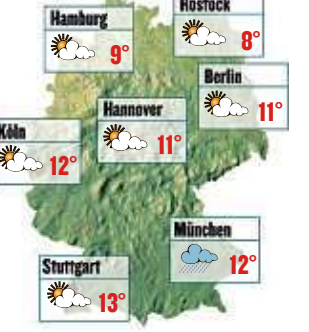 Rostock
Hamburg
8°
9°
Berlin
11°
Hannover
11°
Köln
12°
München
12°
Stuttgart
13°